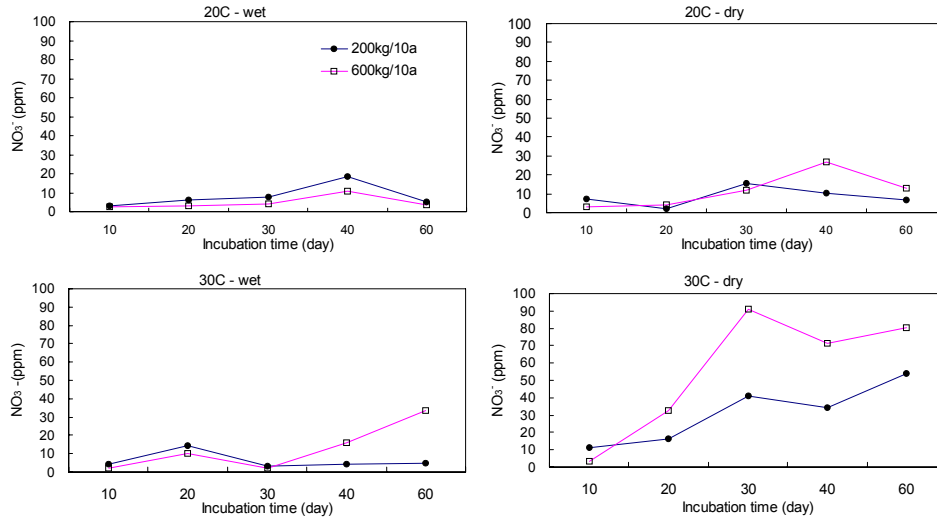 20C - wet
100
90
80
70
60
50
40
30
20
10
0
NO₃⁻ (ppm)
200kg/10a
600kg/10a
10 20 30 40 60
Incubation time (day)
20C - dry
100
90
80
70
60
50
40
30
20
10
0
NO₃⁻ (ppm)
10 20 30 40 60
Incubation time (day)
30C - wet
100
90
80
70
60
50
40
30
20
10
0
NO₃ -(ppm)
10 20 30 40 60
Incubation time (day)
30C - dry
100
90
80
70
60
50
40
30
20
10
0
NO₃⁻ (ppm)
10 20 30 40 60
Incubation time (day)